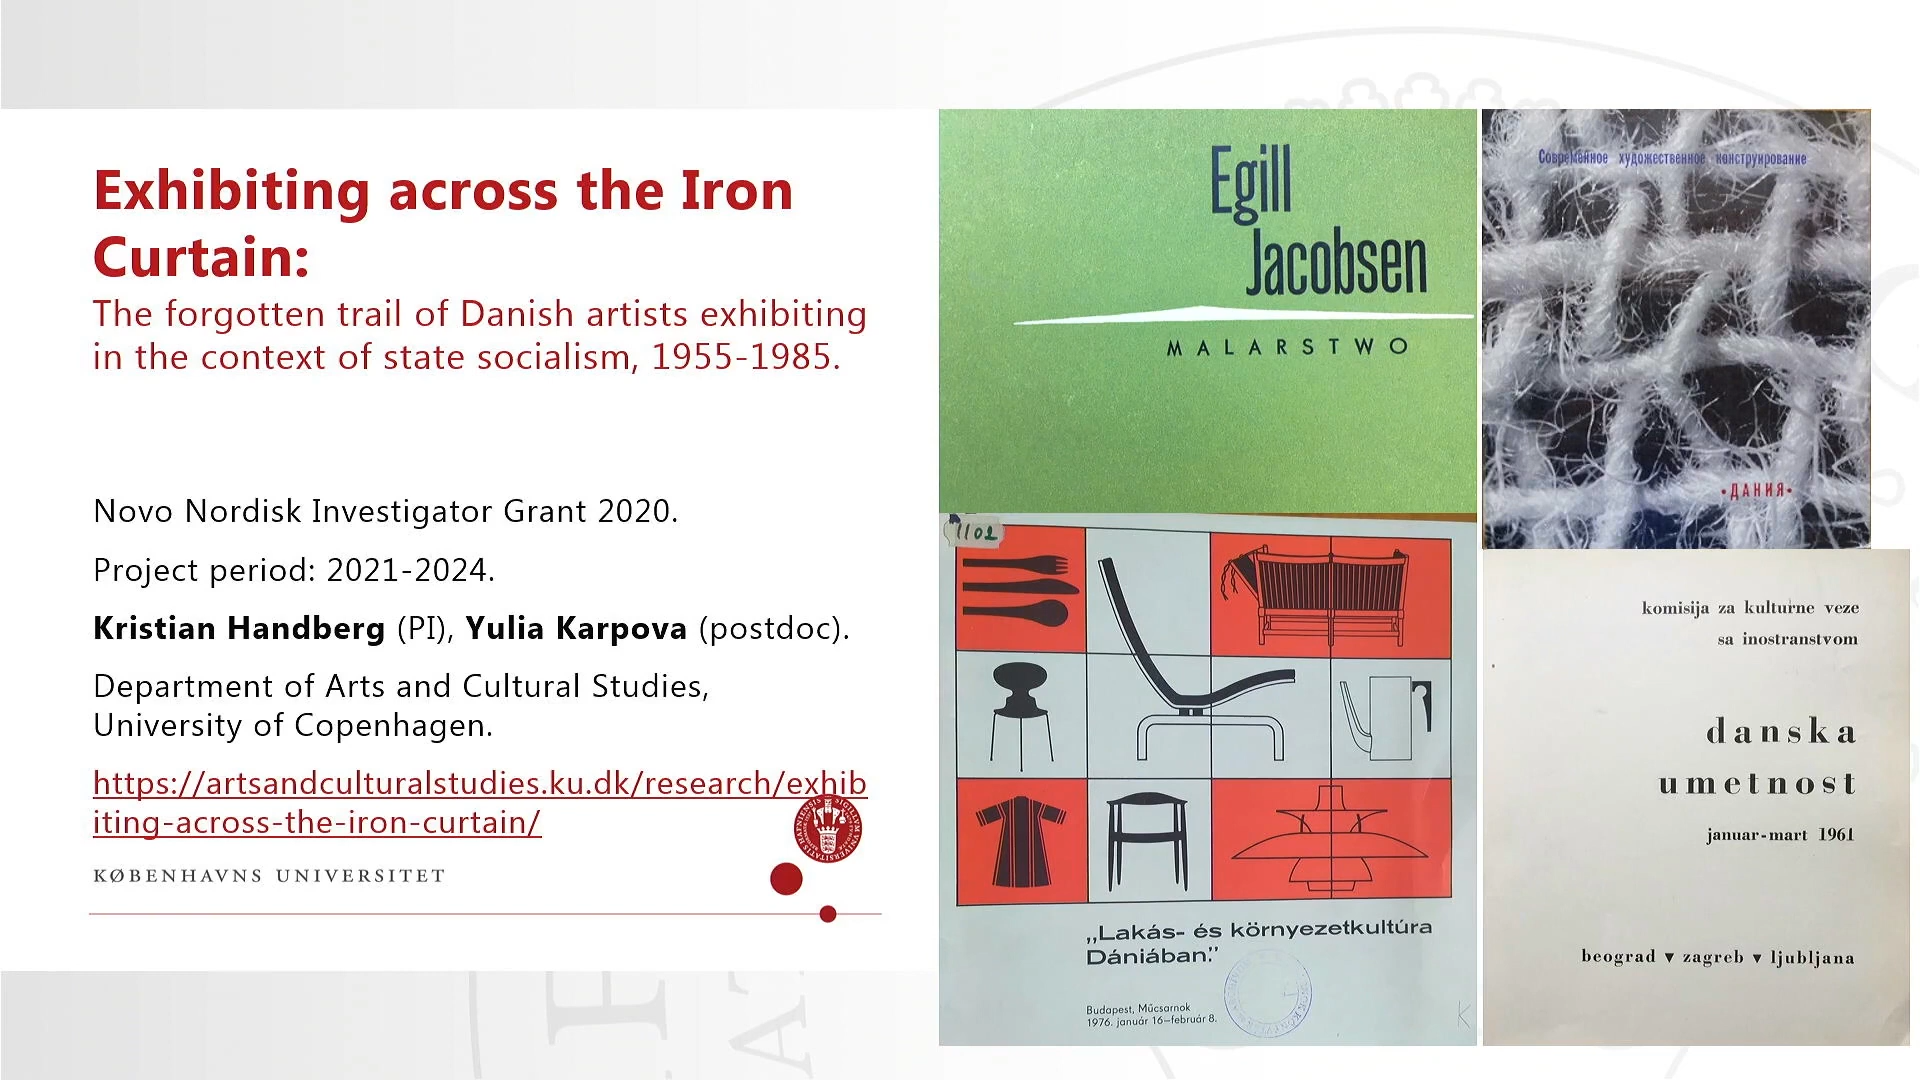 Exhibiting across the Iron
Curtain:
The forgotten trail of Danish artists exhibiting
in the context of state socialism, 1955-1985.
Novo Nordisk Investigator Grant 2020.
Project period: 2021-2024.
Kristian Handberg (PI), Yulia Karpova (postdoc).
Department of Arts and Cultural Studies,
University of Copenhagen.
https://artsandculturalstudies.ku.dk/research/exhib
iting-across-the-iron-curtain/
KØBENHAVNS UNIVERSITET
Egill
Jacobsen
MALARSTWO
Современное художественное конструирование
•ДАНИЯ•
1102
„Lakás- és környezetkultúra
Dániában."
Budapest, Műcsarnok
1976. január 16–február 8.
K
komisija za kulturne veze
sa inostranstvom
danska
umetnost
januar-mart 1961
beograd ▾ zagreb ▾ ljubljana